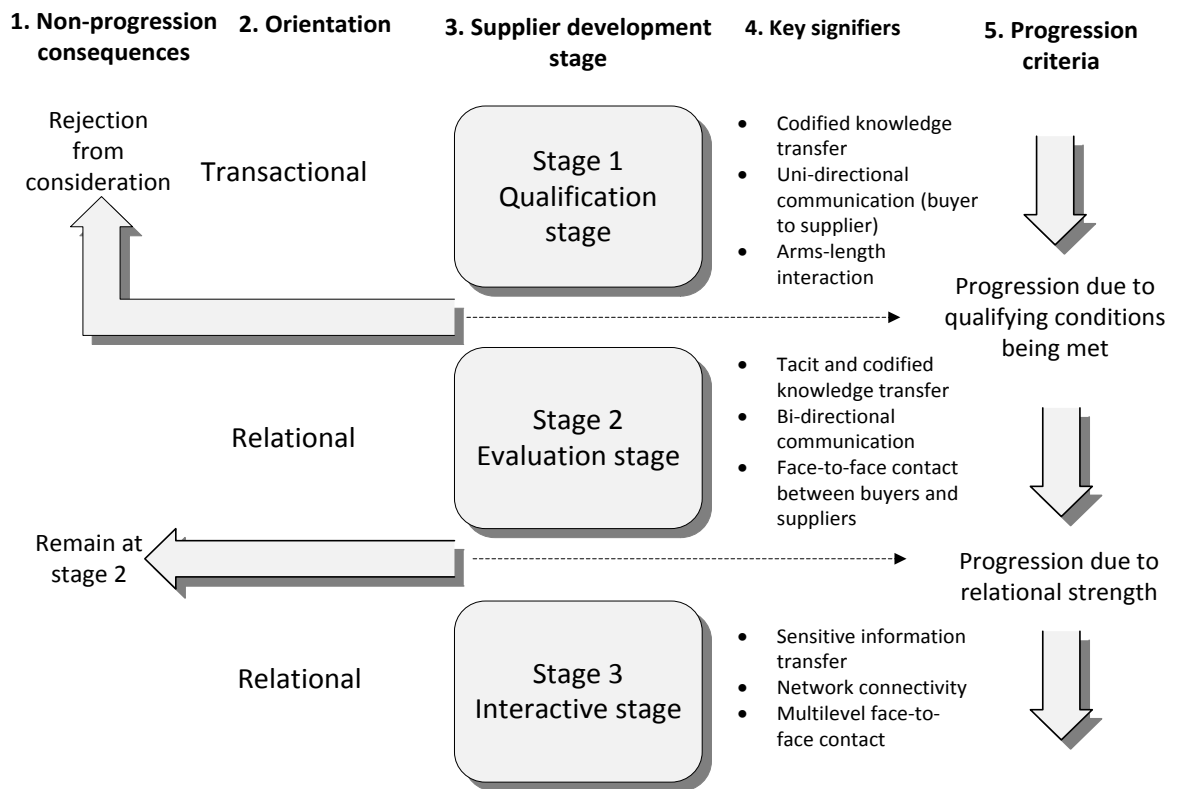 1. Non-progression
consequences
2. Orientation
3. Supplier development
stage
4. Key signifiers
5. Progression
criteria
Rejection
from
consideration
Transactional
Stage 1
Qualification
stage
• Codified knowledge
transfer
• Uni-directional
communication (buyer
to supplier)
• Arms-length
interaction
Progression due to
qualifying conditions
being met
Relational
Stage 2
Evaluation stage
• Tacit and codified
knowledge transfer
• Bi-directional
communication
• Face-to-face contact
between buyers and
suppliers
Remain at
stage 2
Progression due to
relational strength
Relational
Stage 3
Interactive stage
• Sensitive information
transfer
• Network connectivity
• Multilevel face-to-
face contact